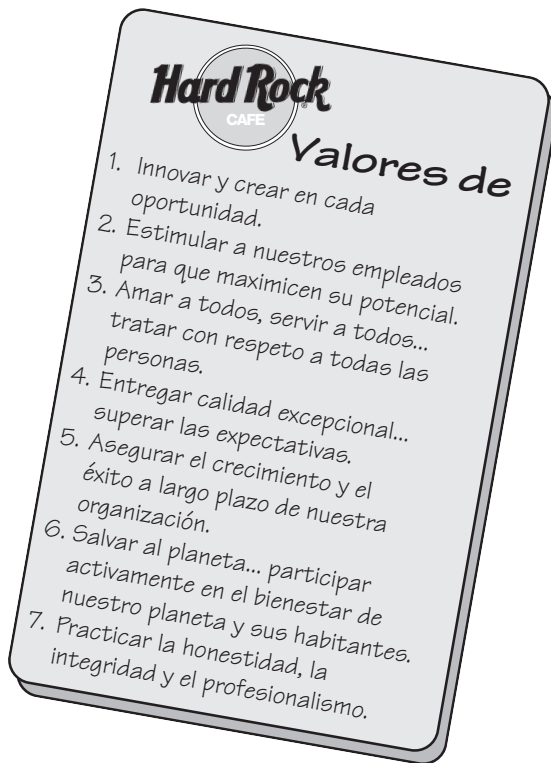 Hard Rock
CAFE
Valores de
1. Innovar y crear en cada
oportunidad.
2. Estimular a nuestros empleados
para que maximicen su potencial.
3. Amar a todos, servir a todos...
tratar con respeto a todas las
personas.
4. Entregar calidad excepcional...
superar las expectativas.
5. Asegurar el crecimiento y el
éxito a largo plazo de nuestra
organización.
6. Salvar al planeta... participar
activamente en el bienestar de
nuestro planeta y sus habitantes.
7. Practicar la honestidad, la
integridad y el profesionalismo.